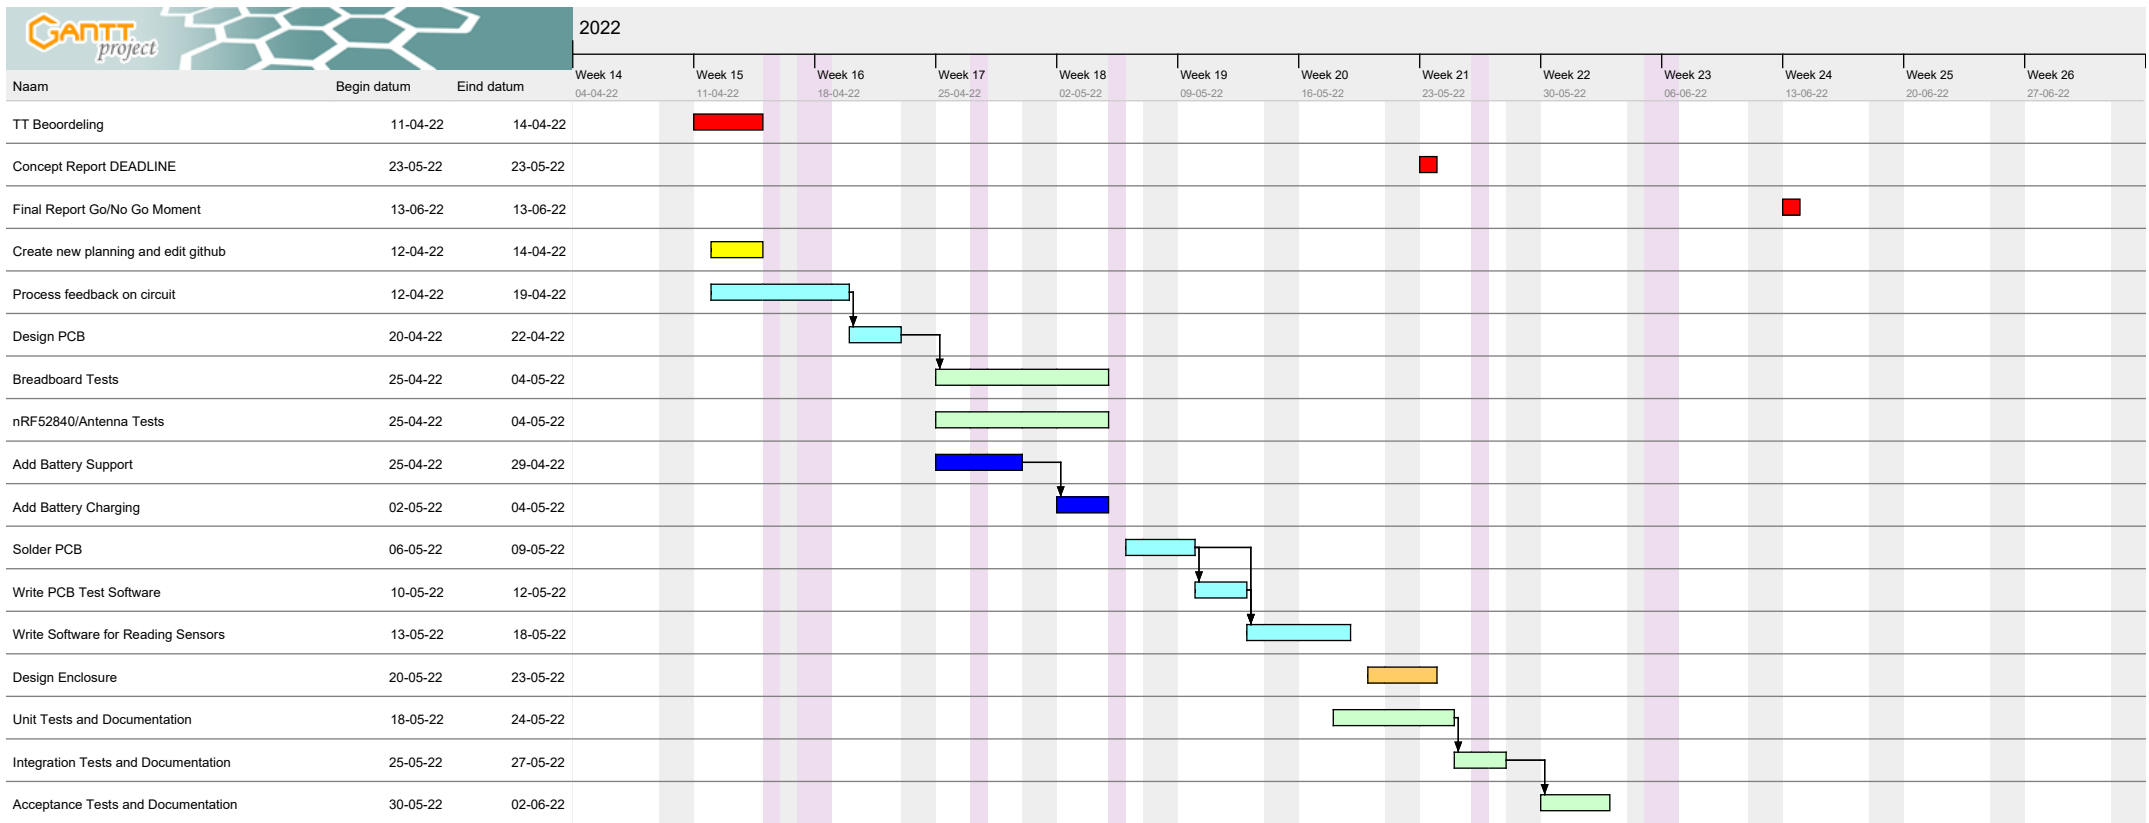 GANTT project
2022
Week 14 Week 15 Week 16 Week 17 Week 18 Week 19 Week 20 Week 21 Week 22 Week 23 Week 24 Week 25 Week 26
Naam Begin datum Eind datum
04-04-22 11-04-22 18-04-22 25-04-22 02-05-22 09-05-22 16-05-22 23-05-22 30-05-22 06-06-22 13-06-22 20-06-22 27-06-22
TT Beoordeling 11-04-22 14-04-22
Concept Report DEADLINE 23-05-22 23-05-22
Final Report Go/No Go Moment 13-06-22 13-06-22
Create new planning and edit github 12-04-22 14-04-22
Process feedback on circuit 12-04-22 19-04-22
Design PCB 20-04-22 22-04-22
Breadboard Tests 25-04-22 04-05-22
nRF52840/Antenna Tests 25-04-22 04-05-22
Add Battery Support 25-04-22 29-04-22
Add Battery Charging 02-05-22 04-05-22
Solder PCB 06-05-22 09-05-22
Write PCB Test Software 10-05-22 12-05-22
Write Software for Reading Sensors 13-05-22 18-05-22
Design Enclosure 20-05-22 23-05-22
Unit Tests and Documentation 18-05-22 24-05-22
Integration Tests and Documentation 25-05-22 27-05-22
Acceptance Tests and Documentation 30-05-22 02-06-22